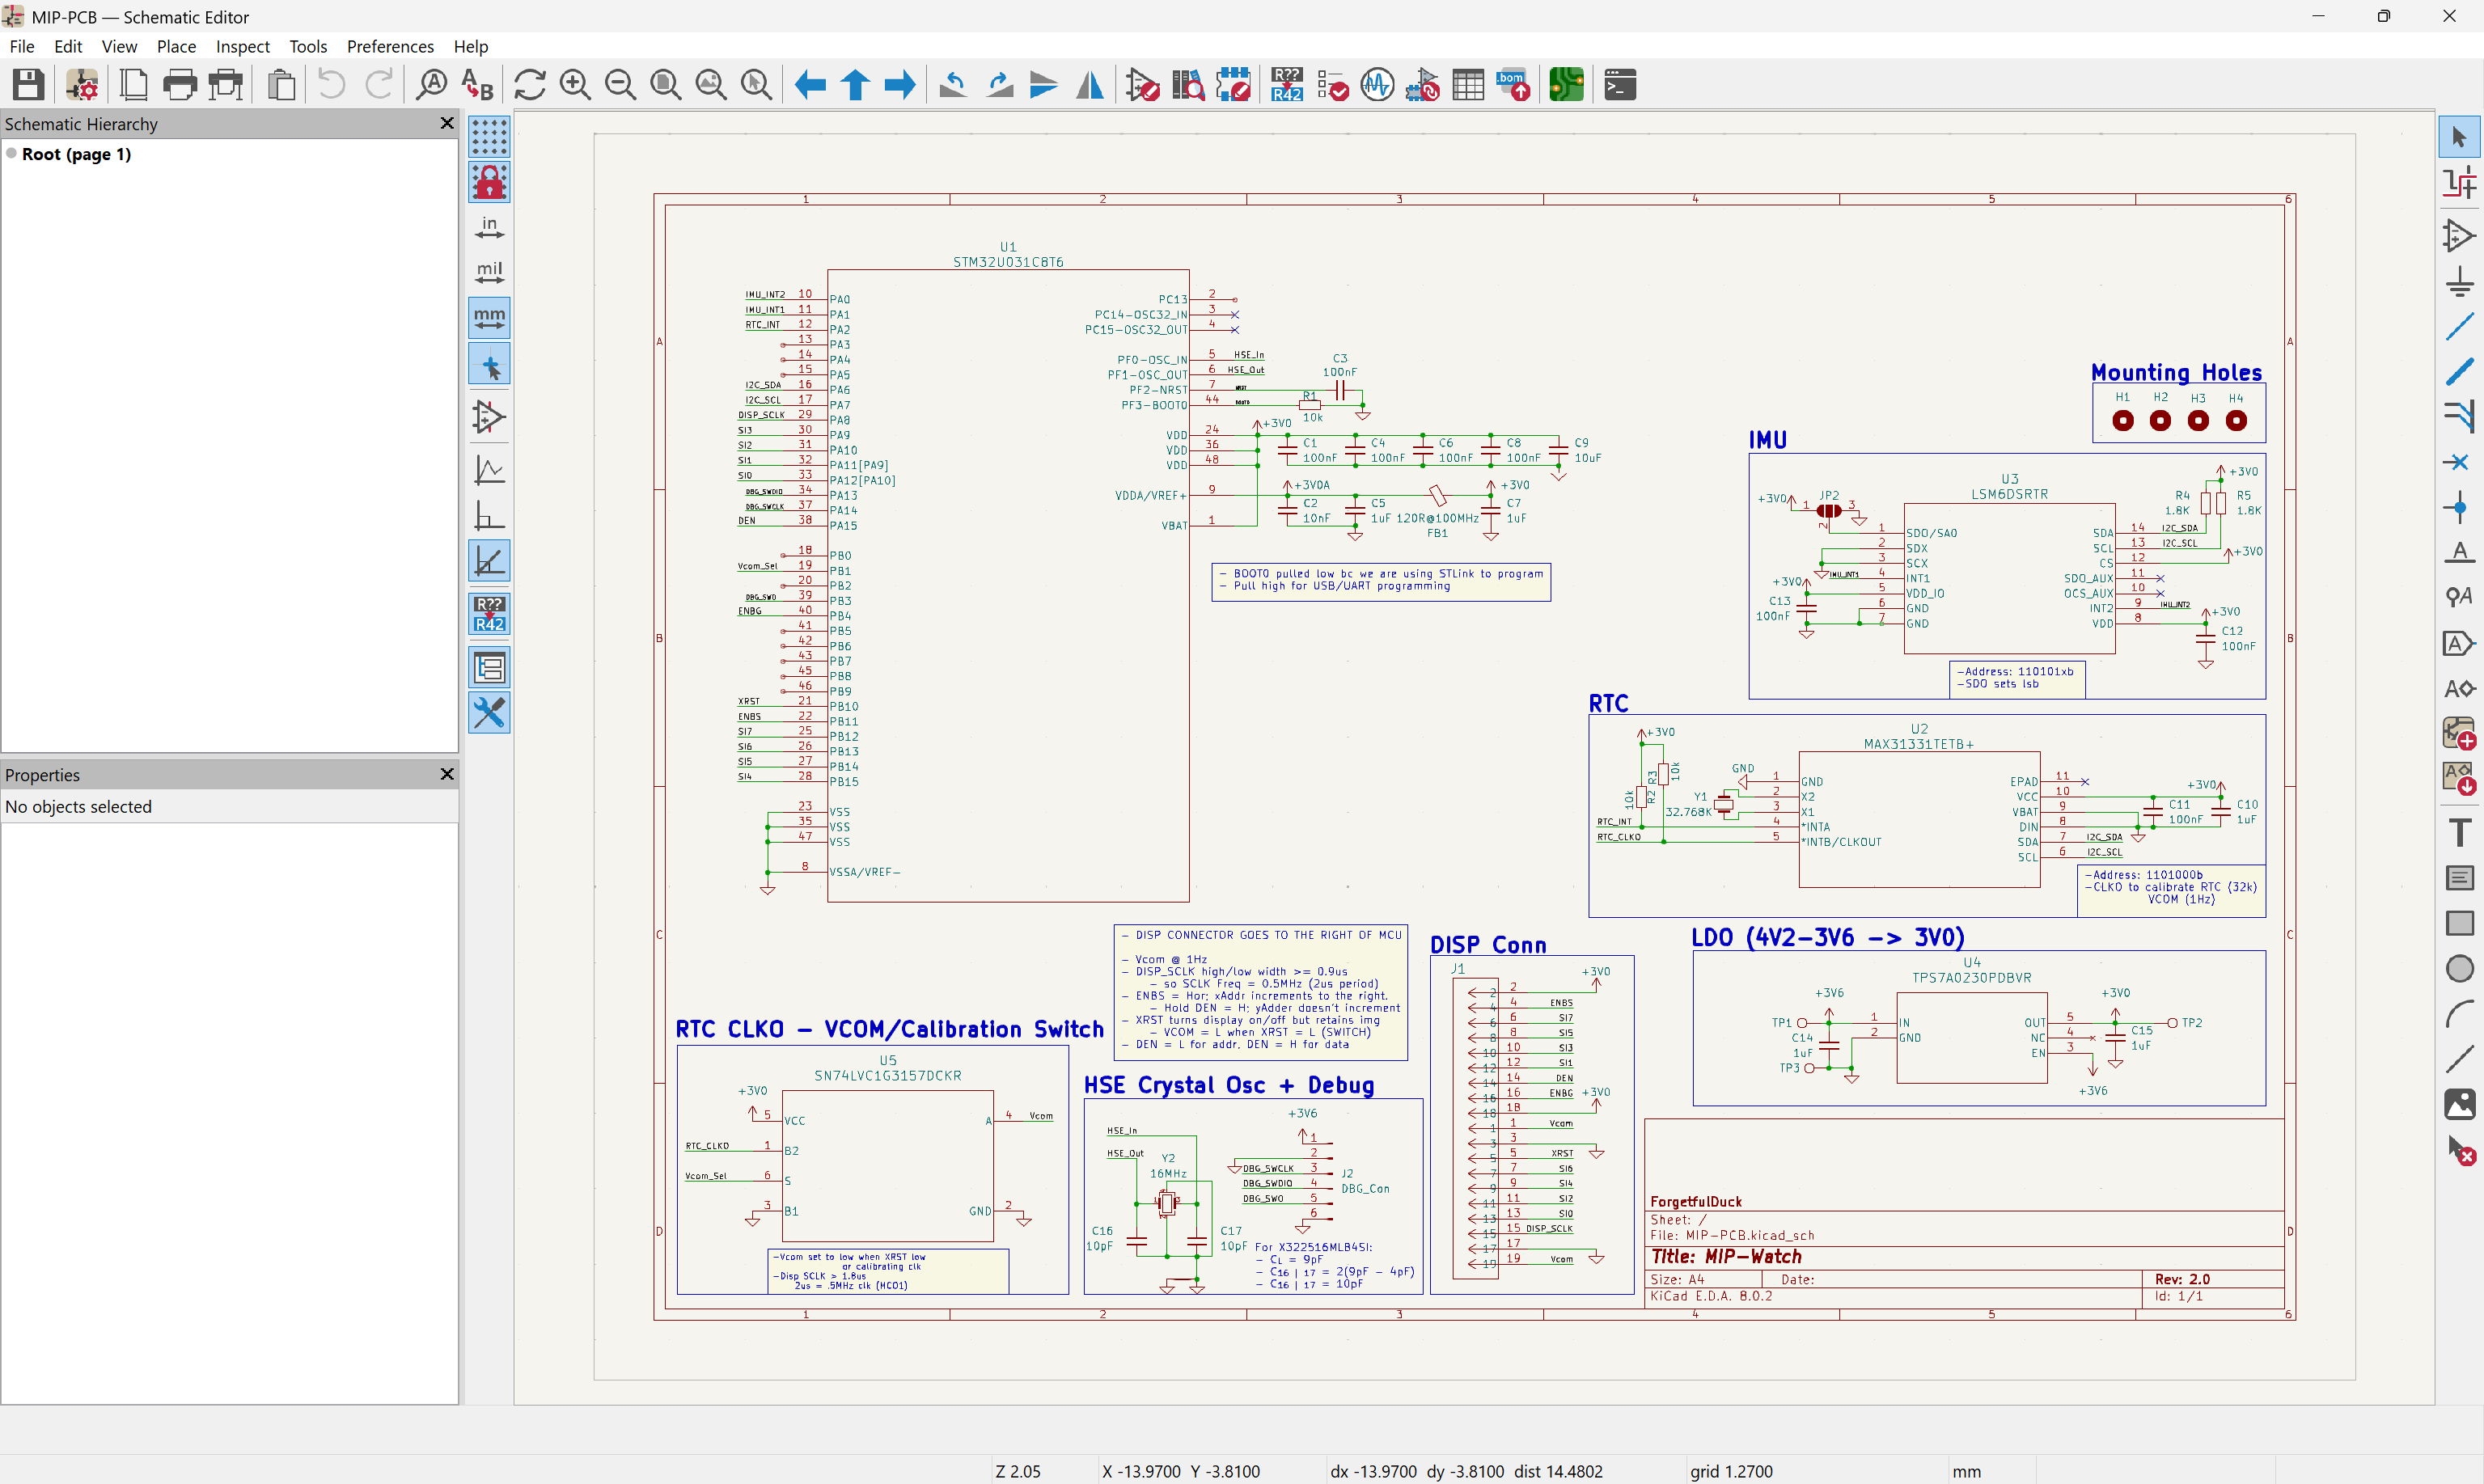 MIP-PCB — Schematic Editor
File Edit View Place Inspect Tools Preferences Help
Schematic Hierarchy
Root (page 1)
Properties
No objects selected
in
mil
mm
R??
R42
.bom
1 2 3 4 5 6
A
B
C
D
U1
STM32U031C8T6
IMU_INT2 10 PA0
IMU_INT1 11 PA1
RTC_INT 12 PA2
13 PA3
14 PA4
15 PA5
I2C_SDA 16 PA6
I2C_SCL 17 PA7
DISP_SCLK 29 PA8
SI3 30 PA9
SI2 31 PA10
SI1 32 PA11[PA9]
SI0 33 PA12[PA10]
DBG_SWDIO 34 PA13
DBG_SWCLK 37 PA14
DEN 38 PA15
18 PB0
Vcom_Sel 19 PB1
20 PB2
DBG_SWO 39 PB3
ENBG 40 PB4
41 PB5
42 PB6
43 PB7
45 PB8
46 PB9
XRST 21 PB10
ENBS 22 PB11
SI7 25 PB12
SI6 26 PB13
SI5 27 PB14
SI4 28 PB15
23 VSS
35 VSS
47 VSS
8 VSSA/VREF-
PC13 2
PC14-OSC32_IN 3
PC15-OSC32_OUT 4
PF0-OSC_IN 5 HSE_In
PF1-OSC_OUT 6 HSE_Out
PF2-NRST 7 NRST
PF3-BOOT0 44 BOOT0
C3
100nF
R1
10k
VDD 24
VDD 36
VDD 48
+3V0
C1 100nF
C4 100nF
C6 100nF
C8 100nF
C9 10uF
VDDA/VREF+ 9
VBAT 1
+3V0A
C2 10nF
C5 1uF
120R@100MHz
FB1
+3V0
C7 1uF
- BOOT0 pulled low bc we are using STLink to program
- Pull high for USB/UART programming
Mounting Holes
H1 H2 H3 H4
IMU
U3
LSM6DSRTR
+3V0 JP2
1 2 3
1 SDO/SA0
2 SDX
3 SCX
IMU_INT1 4 INT1
5 VDD_IO
6 GND
7 GND
+3V0
C13
100nF
SDA 14 I2C_SDA
SCL 13 I2C_SCL
CS 12 +3V0
SDO_AUX 11
OCS_AUX 10
INT2 9 IMU_INT2
VDD 8
+3V0
R4 1.8K
R5 1.8K
+3V0
C12
100nF
-Address: 110101xb
-SDO sets lsb
RTC
U2
MAX31331TETB+
+3V0
R3 10k
R2 10k
GND
Y1
32.768K
RTC_INT
RTC_CLKO
1 GND
2 X2
3 X1
4 *INTA
5 *INTB/CLKOUT
EPAD 11
VCC 10
VBAT 9
DIN 8
SDA 7 I2C_SDA
SCL 6 I2C_SCL
+3V0
C11 100nF
C10 1uF
-Address: 1101000b
-CLKO to calibrate RTC (32k)
VCOM (1Hz)
- DISP CONNECTOR GOES TO THE RIGHT OF MCU
- Vcom @ 1Hz
- DISP_SCLK high/low width >= 0.9us
- so SCLK Freq = 0.5MHz (2us period)
- ENBS = Hor; xAddr increments to the right.
- Hold DEN = H; yAdder doesn't increment
- XRST turns display on/off but retains img
- VCOM = L when XRST = L (SWITCH)
- DEN = L for addr, DEN = H for data
DISP Conn
J1
+3V0
2
4 ENBS
6 SI7
8 SI5
10 SI3
12 SI1
14 DEN
16 ENBG +3V0
18
1 Vcom
3
5 XRST
7 SI6
9 SI4
11 SI2
13 SI0
15 DISP_SCLK
17
19 Vcom
LDO (4V2-3V6 -> 3V0)
U4
TPS7A0230PDBVR
+3V6
TP1
C14
1uF
TP3
1 IN
2 GND
OUT 5
NC 4
EN 3
+3V0
TP2
C15
1uF
+3V6
RTC CLKO - VCOM/Calibration Switch
U5
SN74LVC1G3157DCKR
+3V0
5 VCC
RTC_CLKO 1 B2
Vcom_Sel 6 S
3 B1
A 4 Vcom
GND 2
-Vcom set to low when XRST low
or calibrating clk
-Disp SCLK > 1.8us
2us = .5MHz clk (HCO1)
HSE Crystal Osc + Debug
HSE_In
HSE_Out
Y2
16MHz
C16
10pF
C17
10pF
+3V6
1
2
DBG_SWCLK 3
DBG_SWDIO 4
DBG_SWO 5
6
J2
DBG_Con
For X322516MLB4SI:
- CL = 9pF
- C16 | 17 = 2(9pF - 4pF)
- C16 | 17 = 10pF
ForgetfulDuck
Sheet: /
File: MIP-PCB.kicad_sch
Title: MIP-Watch
Size: A4 Date: Rev: 2.0
KiCad E.D.A. 8.0.2 Id: 1/1
1 2 3 4 5 6
Z 2.05 X -13.9700 Y -3.8100 dx -13.9700 dy -3.8100 dist 14.4802 grid 1.2700 mm